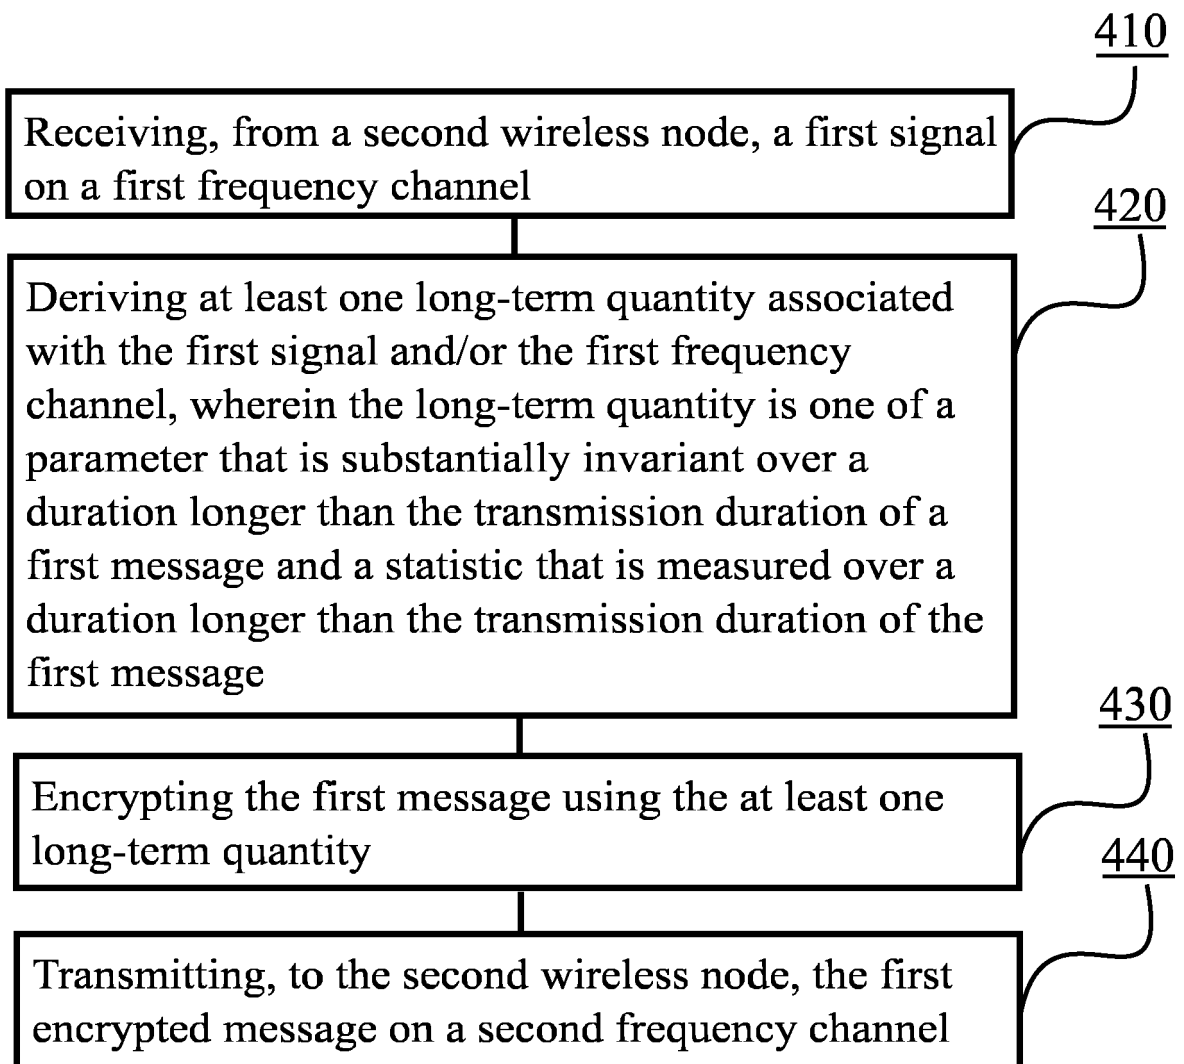 410
Receiving, from a second wireless node, a first signal
on a first frequency channel
420
Deriving at least one long-term quantity associated
with the first signal and/or the first frequency
channel, wherein the long-term quantity is one of a
parameter that is substantially invariant over a
duration longer than the transmission duration of a
first message and a statistic that is measured over a
duration longer than the transmission duration of the
first message
430
Encrypting the first message using the at least one
long-term quantity
440
Transmitting, to the second wireless node, the first
encrypted message on a second frequency channel